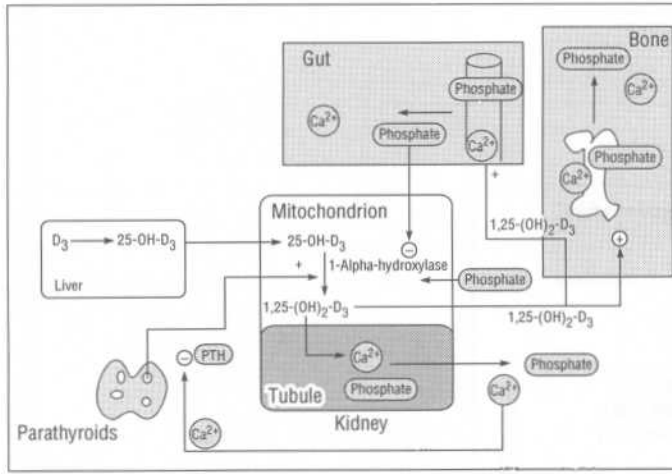 Gut
Phosphate
Ca2+
Phosphate
Ca2+
+
Bone
Phosphate
Ca2+
Phosphate
Ca2+
+
D3
25-OH-D3
Liver
Mitochondrion
25-OH-D3
+
−
1-Alpha-hydroxylase
Phosphate
1,25-(OH)2-D3
1,25-(OH)2-D3
1,25-(OH)2-D3
Ca2+
Phosphate
Tubule
Kidney
Phosphate
Ca2+
− PTH
Ca2+
Parathyroids